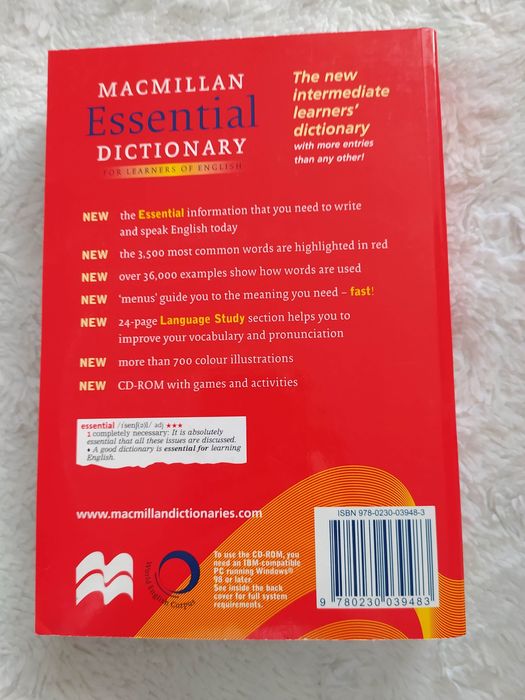 MACMILLAN
Essential
DICTIONARY
FOR LEARNERS OF ENGLISH
The new
intermediate
learners'
dictionary
with more entries
than any other!
NEW the Essential information that you need to write
and speak English today
NEW the 3,500 most common words are highlighted in red
NEW over 36,000 examples show how words are used
NEW 'menus' guide you to the meaning you need – fast!
NEW 24-page Language Study section helps you to
improve your vocabulary and pronunciation
NEW more than 700 colour illustrations
NEW CD-ROM with games and activities
essential /ɪˈsenʃ(ə)l/ adj ★★★
1 completely necessary: It is absolutely
essential that all these issues are discussed.
• A good dictionary is essential for learning
English.
www.macmillandictionaries.com
World English Corpus
To use the CD-ROM, you
need an IBM-compatible
PC running Windows®
98 or later.
See inside the back
cover for full system
requirements.
ISBN 978-0230-03948-3
9 780230 039483